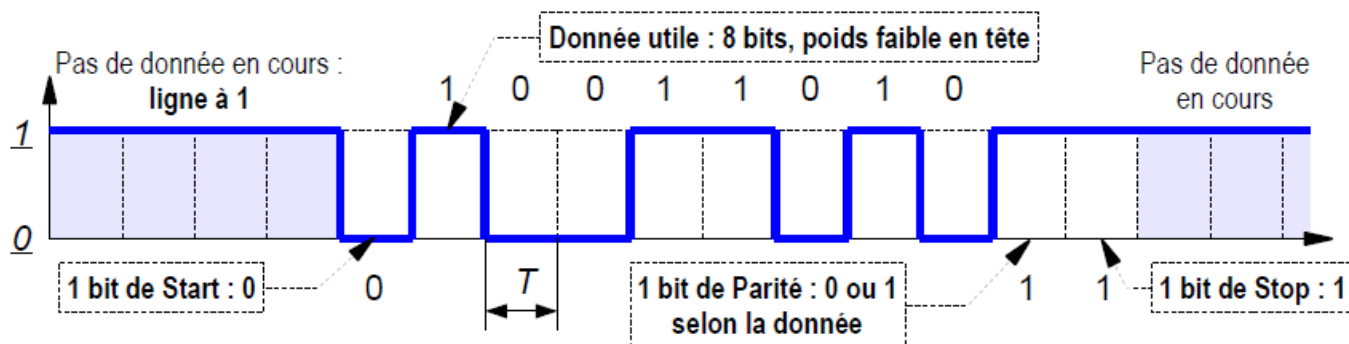 Donnée utile : 8 bits, poids faible en tête
Pas de donnée en cours :
ligne à 1
Pas de donnée
en cours
1 0 0 1 1 0 1 0
1
0
1 bit de Start : 0
0
T
1 bit de Parité : 0 ou 1
selon la donnée
1 1
1 bit de Stop : 1